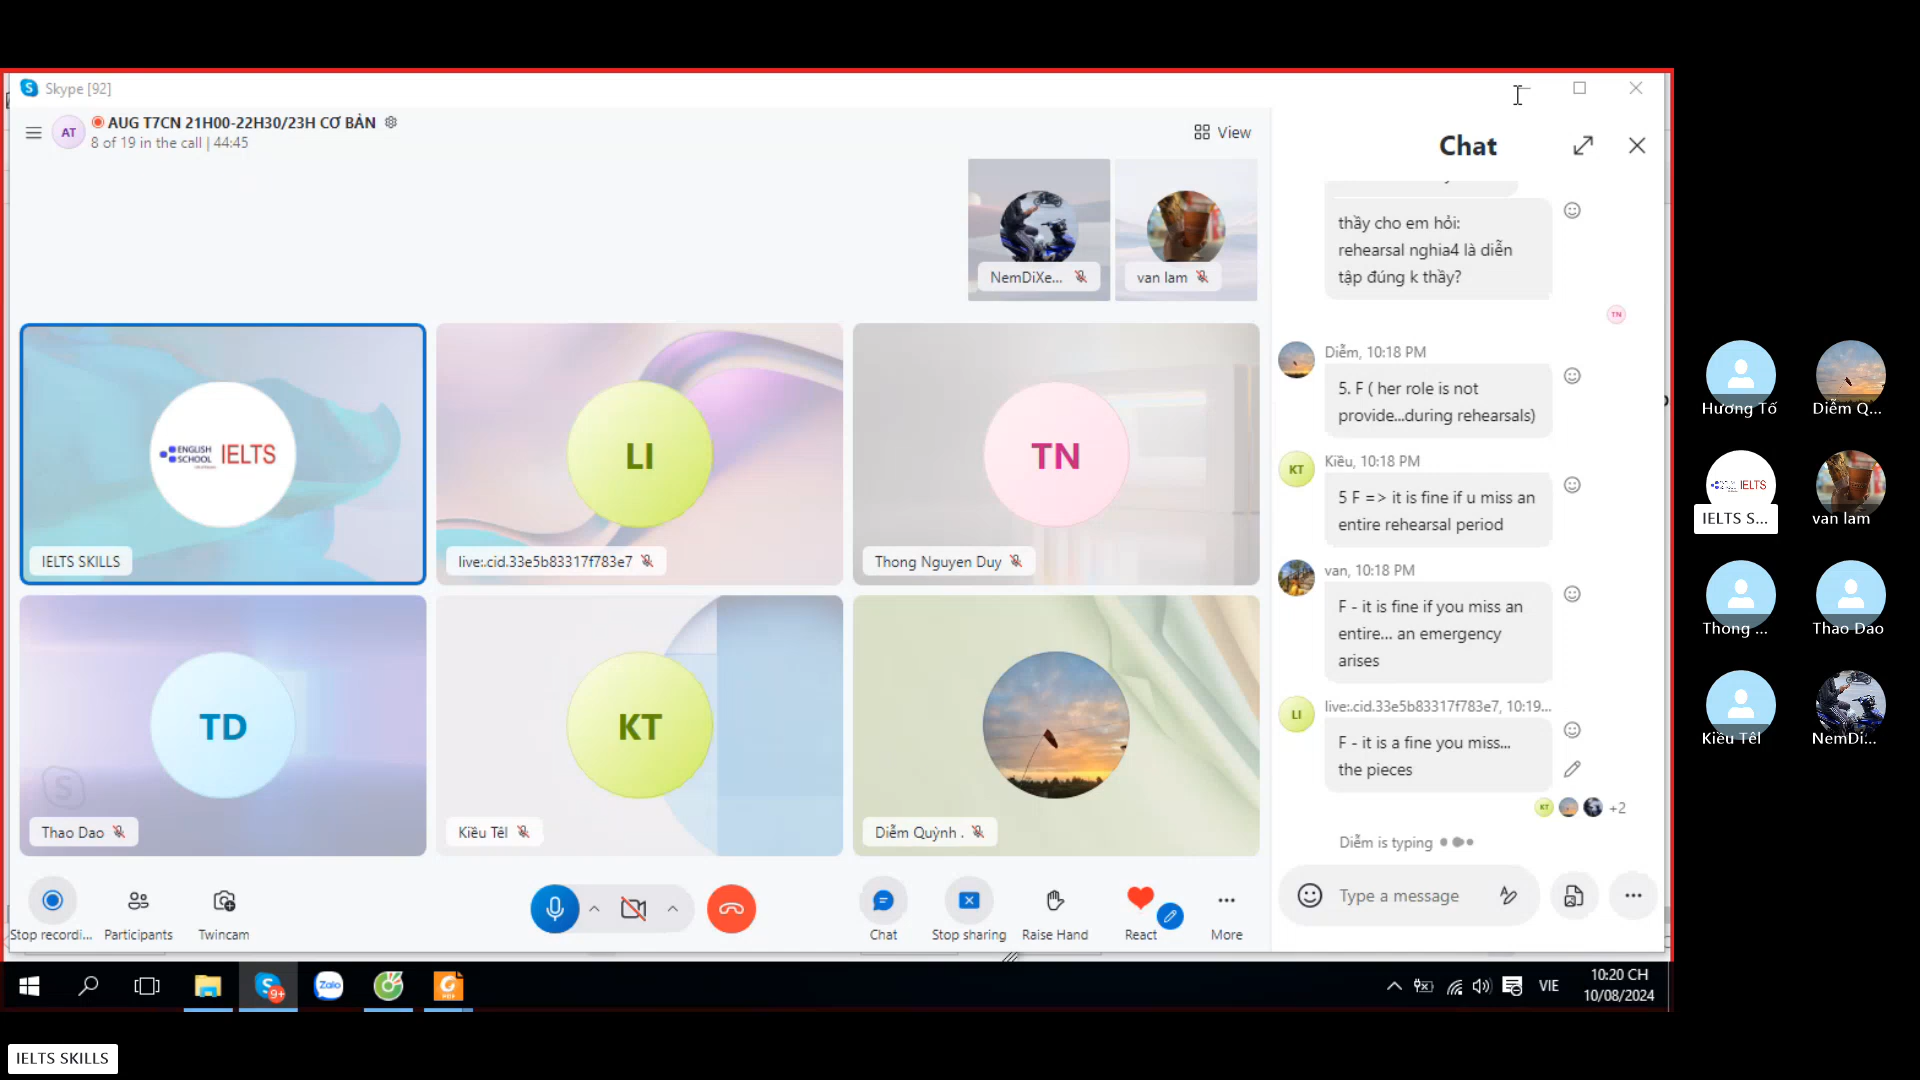 Skype [92]
AT
AUG T7CN 21H00-22H30/23H CƠ BẢN
8 of 19 in the call | 44:45
View
NemDiXe...
van lam
ENGLISH
SCHOOL
IELTS
IELTS SKILLS
LI
live:.cid.33e5b83317f783e7
TN
Thong Nguyen Duy
TD
Thao Dao
KT
Kiều Têl
Diễm Quỳnh .
Stop recordi...
Participants
Twincam
Chat
Stop sharing
Raise Hand
React
More
Chat
thầy cho em hỏi:
rehearsal nghia4 là diễn
tập đúng k thầy?
TN
Diễm, 10:18 PM
5. F ( her role is not
provide...during rehearsals)
KT
Kiều, 10:18 PM
5 F => it is fine if u miss an
entire rehearsal period
van, 10:18 PM
F - it is fine if you miss an
entire... an emergency
arises
LI
live:.cid.33e5b83317f783e7, 10:19...
F - it is a fine you miss...
the pieces
KT
+2
Diễm is typing
Type a message
9+
Zalo
PDF
VIE
10:20 CH
10/08/2024
Hương Tố
Diễm Q...
IELTS
IELTS S...
van lam
Thong ...
Thao Dao
Kiều Têl
NemDi...
IELTS SKILLS